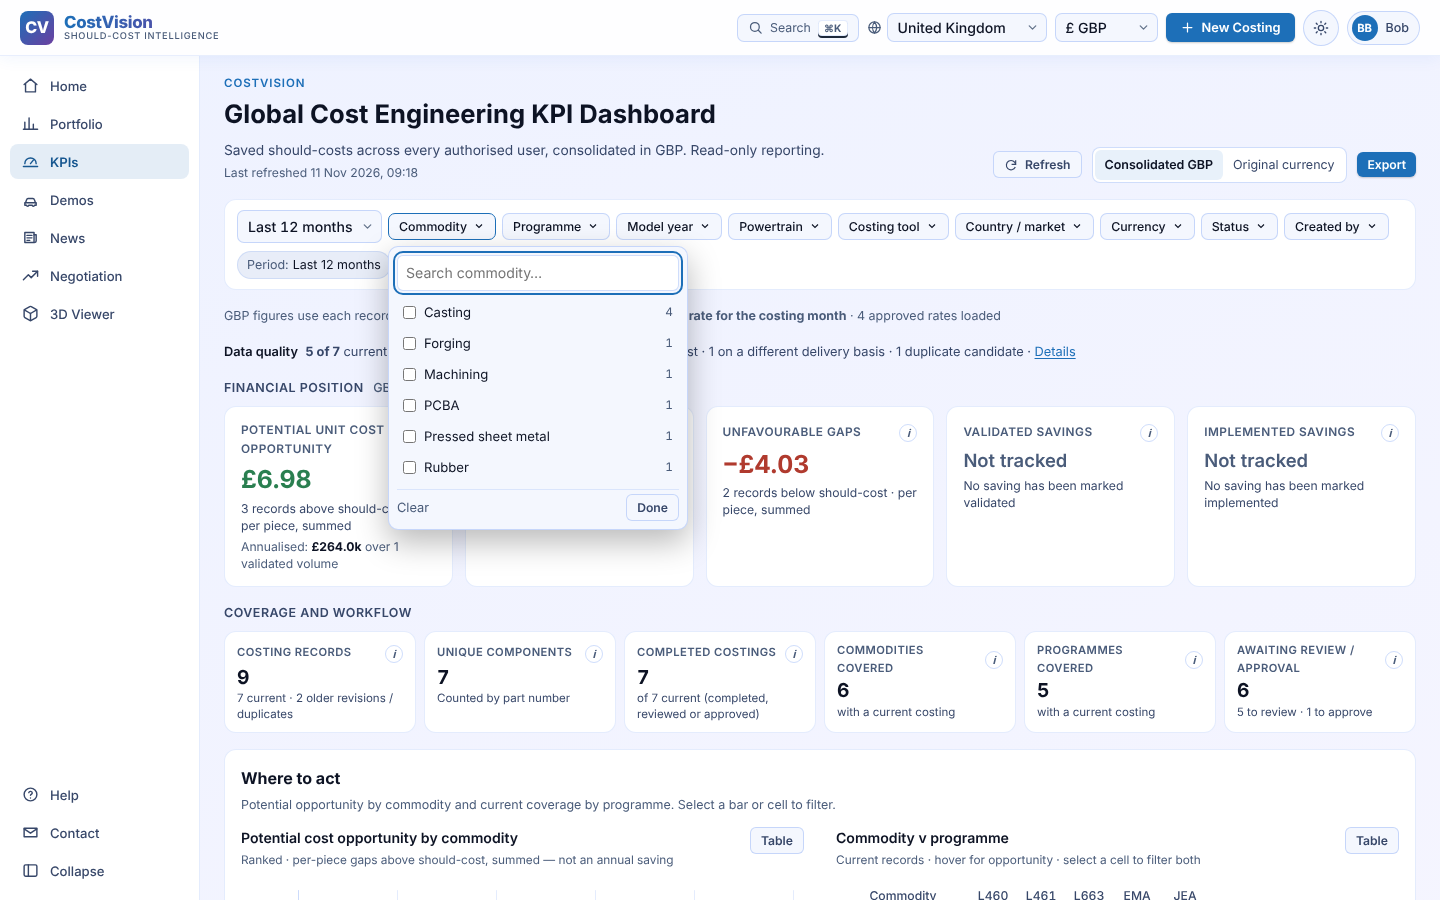 CV
CostVision
SHOULD-COST INTELLIGENCE
Search
⌘K
United Kingdom
£ GBP
New Costing
BB
Bob
Home
Portfolio
KPIs
Demos
News
Negotiation
3D Viewer
Help
Contact
Collapse
COSTVISION
Global Cost Engineering KPI Dashboard
Saved should-costs across every authorised user, consolidated in GBP. Read-only reporting.
Last refreshed 11 Nov 2026, 09:18
Refresh
Consolidated GBP
Original currency
Export
Last 12 months
Commodity
Programme
Model year
Powertrain
Costing tool
Country / market
Currency
Status
Created by
Period: Last 12 months
Search commodity...
Casting 4
Forging 1
Machining 1
PCBA 1
Pressed sheet metal 1
Rubber 1
Clear
Done
GBP figures use each rate for the costing month · 4 approved rates loaded
Data quality 5 of 7 current · 1 on a different delivery basis · 1 duplicate candidate · Details
FINANCIAL POSITION
POTENTIAL UNIT COST
OPPORTUNITY
£6.98
3 records above
per piece, summed
Annualised: £264.0k over 1
validated volume
UNFAVOURABLE GAPS
i
−£4.03
2 records below should-cost · per
piece, summed
VALIDATED SAVINGS
i
Not tracked
No saving has been marked
validated
IMPLEMENTED SAVINGS
i
Not tracked
No saving has been marked
implemented
COVERAGE AND WORKFLOW
COSTING RECORDS
i
9
7 current · 2 older revisions /
duplicates
UNIQUE COMPONENTS
i
7
Counted by part number
COMPLETED COSTINGS
i
7
of 7 current (completed,
reviewed or approved)
COMMODITIES
COVERED
i
6
with a current costing
PROGRAMMES
COVERED
i
5
with a current costing
AWAITING REVIEW /
APPROVAL
i
6
5 to review · 1 to approve
Where to act
Potential opportunity by commodity and current coverage by programme. Select a bar or cell to filter.
Potential cost opportunity by commodity
Table
Ranked · per-piece gaps above should-cost, summed — not an annual saving
Commodity v programme
Table
Current records · hover for opportunity · select a cell to filter both
Commodity L460 L461 L663 EMA JEA